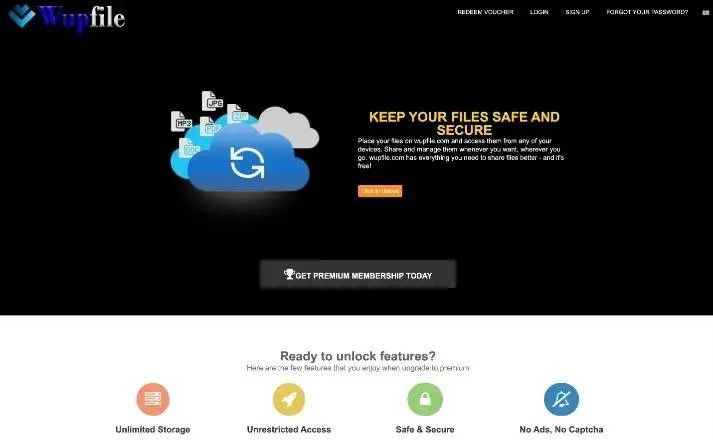 Wupfile
REDEEM VOUCHER
LOGIN
SIGN UP
FORGOT YOUR PASSWORD?
JPG
MP3
ZIP
PDF
DOC
KEEP YOUR FILES SAFE AND
SECURE
Place your files on wupfile.com and access them from any of your
devices. Share and manage them whenever you want, wherever you
go. wupfile.com has everything you need to share files better - and it's
free!
Click to Upload
GET PREMIUM MEMBERSHIP TODAY
Ready to unlock features?
Here are the few features that you enjoy when upgrade to premium
Unlimited Storage
Unrestricted Access
Safe & Secure
No Ads, No Captcha